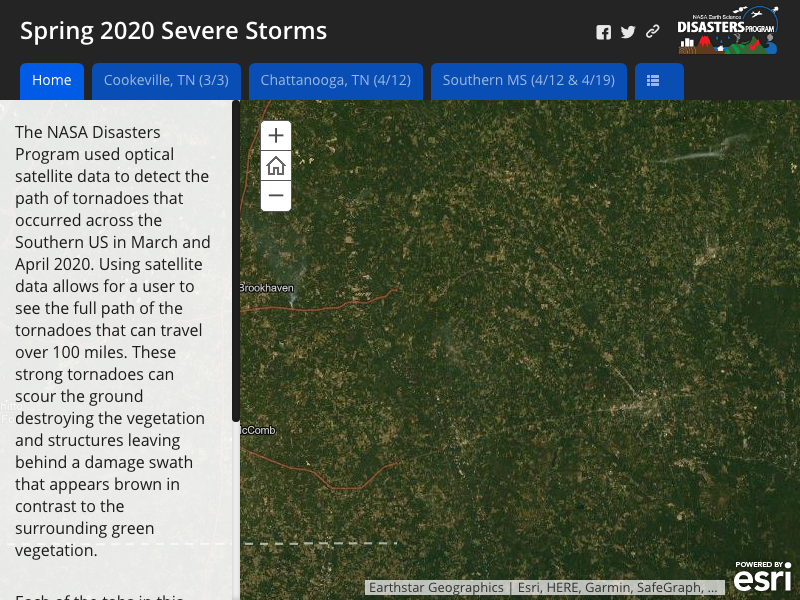 Spring 2020 Severe Storms
NASA Earth Science
DISASTERS PROGRAM
Home
Cookeville, TN (3/3)
Chattanooga, TN (4/12)
Southern MS (4/12 & 4/19)
The NASA Disasters
Program used optical
satellite data to detect the
path of tornadoes that
occurred across the
Southern US in March and
April 2020. Using satellite
data allows for a user to
see the full path of the
tornadoes that can travel
over 100 miles. These
strong tornadoes can
scour the ground
destroying the vegetation
and structures leaving
behind a damage swath
that appears brown in
contrast to the
surrounding green
vegetation.
Each of the tabs in this
Brookhaven
cComb
Earthstar Geographics | Esri, HERE, Garmin, SafeGraph, ...
POWERED BY
esri